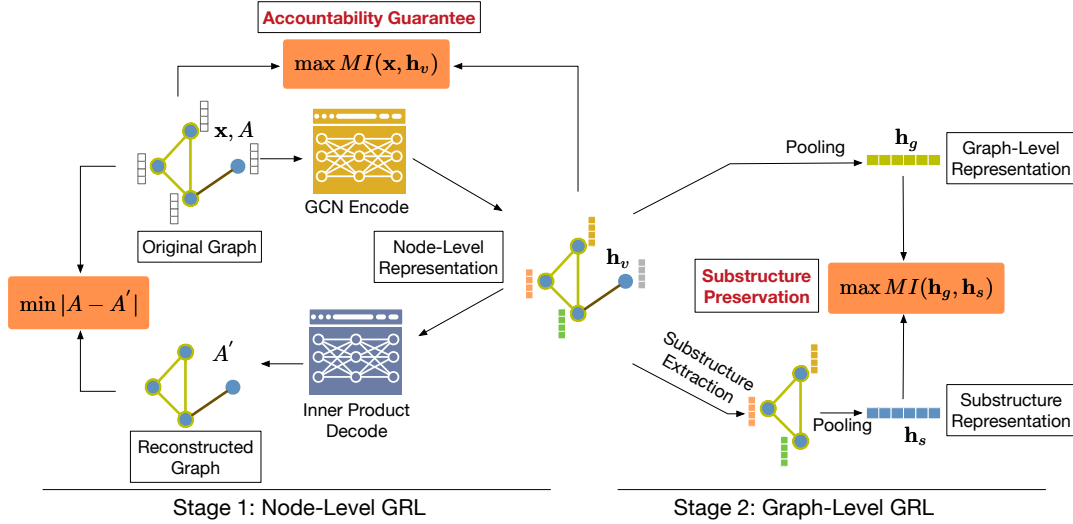 Accountability Guarantee
max MI(x, h_v)
x, A
GCN Encode
Original Graph
Node-Level
Representation
min |A − A′|
A′
Inner Product
Decode
Reconstructed
Graph
Stage 1: Node-Level GRL
h_v
Pooling
h_g
Graph-Level
Representation
Substructure
Preservation
max MI(h_g, h_s)
Substructure
Extraction
Pooling
h_s
Substructure
Representation
Stage 2: Graph-Level GRL